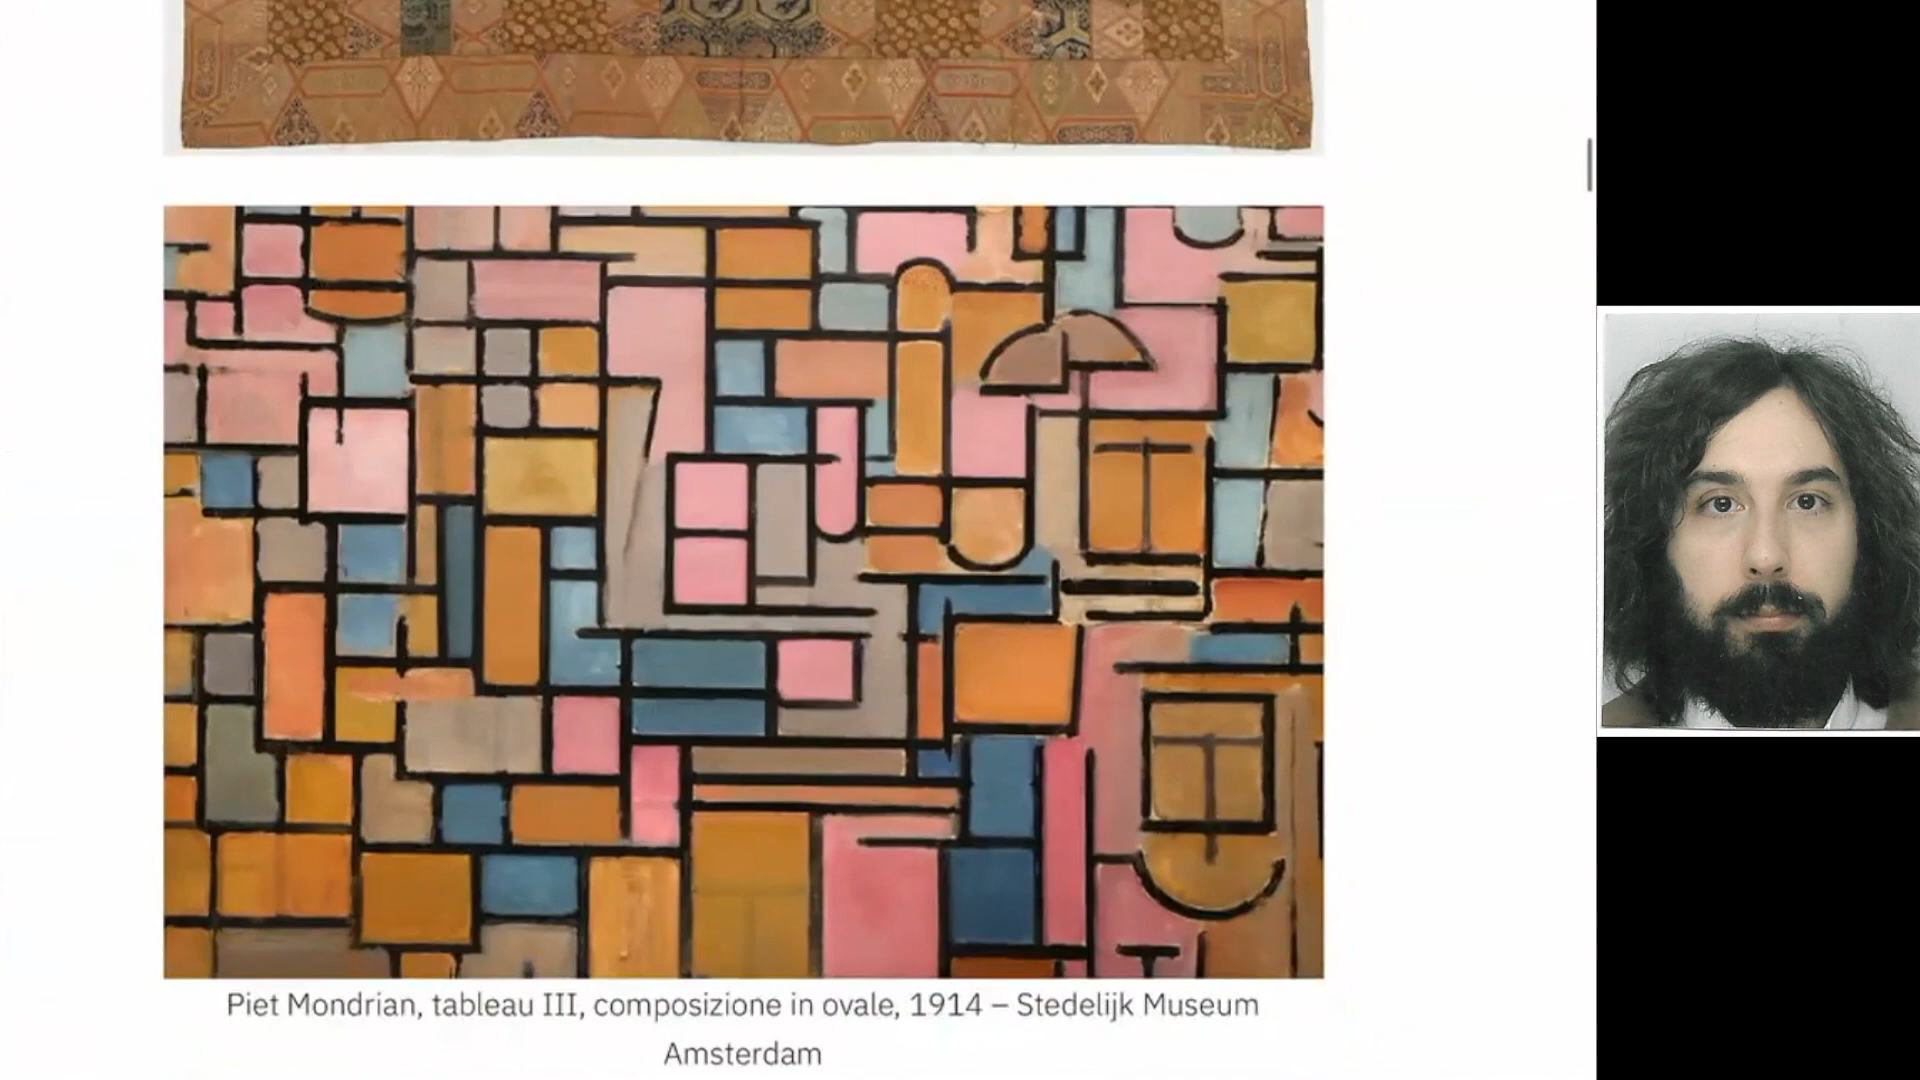 Piet Mondrian, tableau III, composizione in ovale, 1914 – Stedelijk Museum
Amsterdam